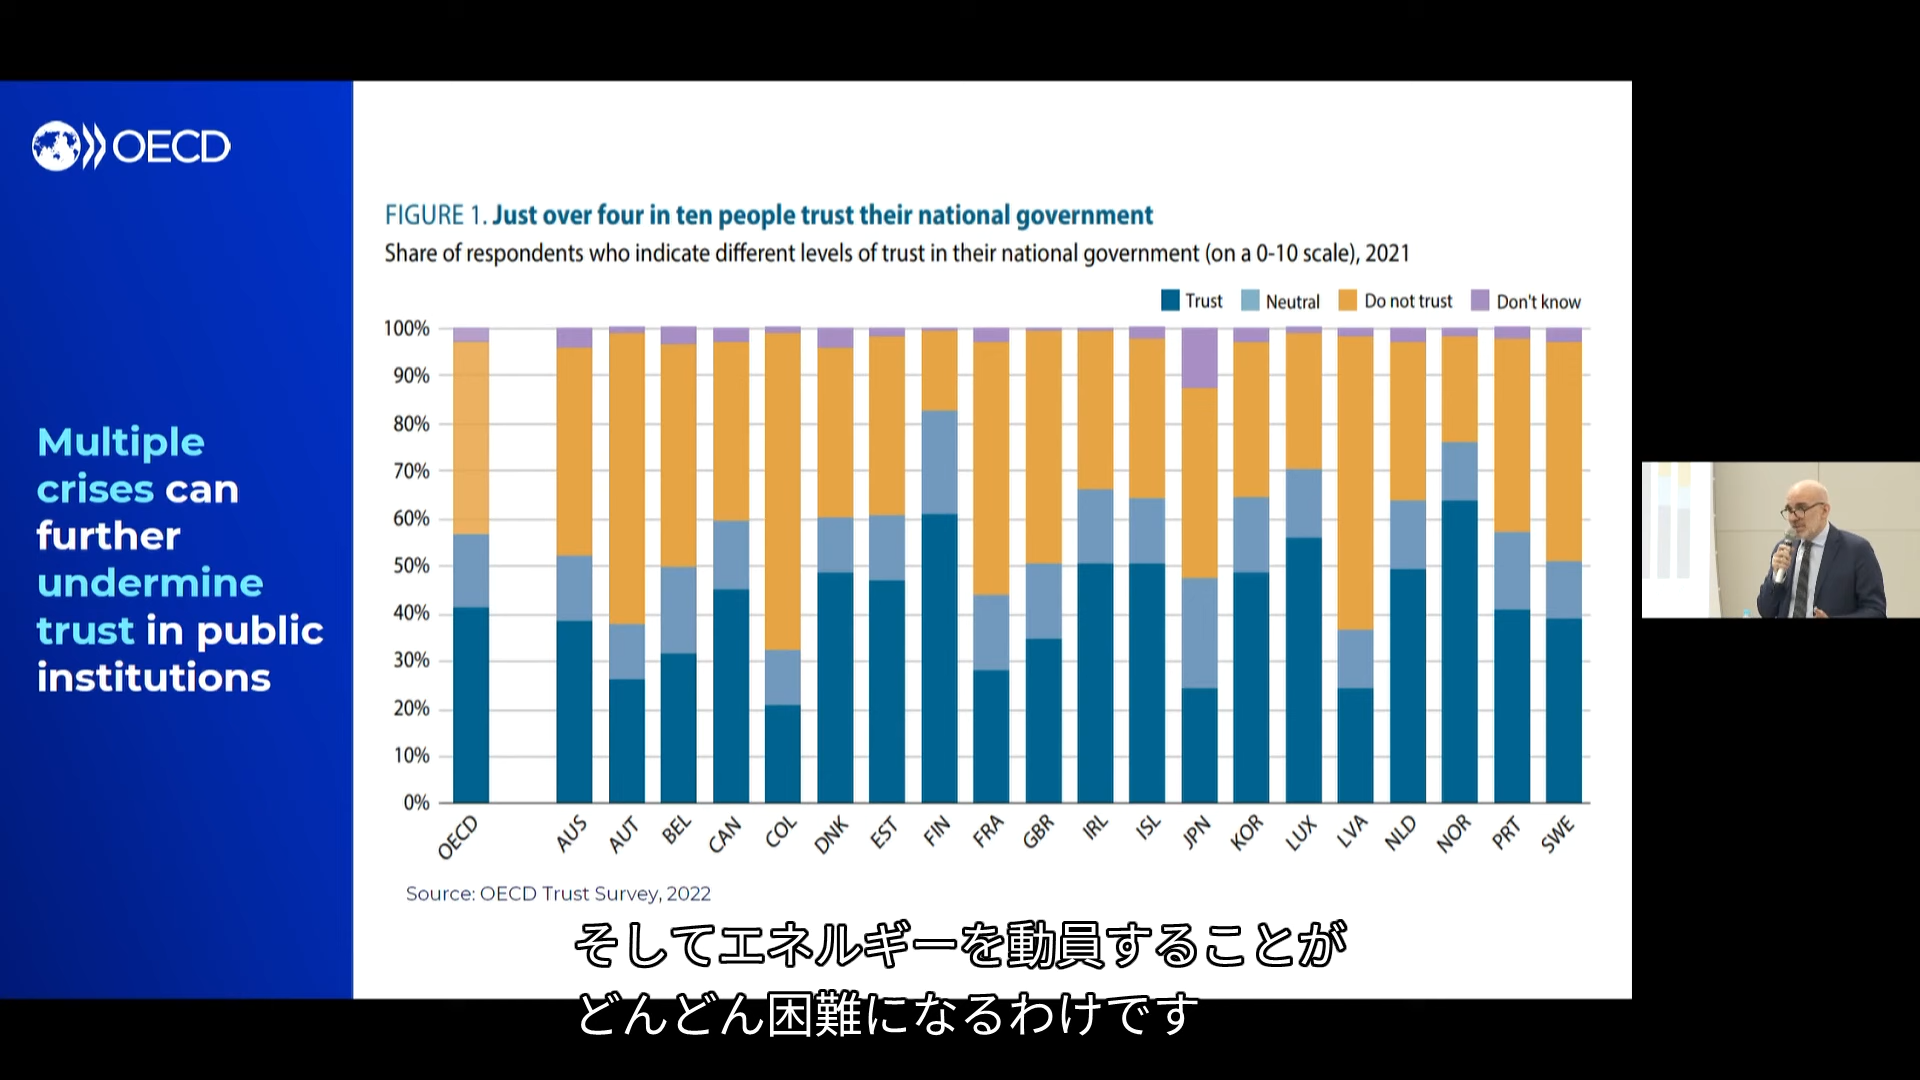 OECD
Multiple
crises can
further
undermine
trust in public
institutions
FIGURE 1. Just over four in ten people trust their national government
Share of respondents who indicate different levels of trust in their national government (on a 0-10 scale), 2021
Trust Neutral Do not trust Don't know
100%
90%
80%
70%
60%
50%
40%
30%
20%
10%
0%
OECD AUS AUT BEL CAN COL DNK EST FIN FRA GBR IRL ISL JPN KOR LUX LVA NLD NOR PRT SWE
Source: OECD Trust Survey, 2022
そしてエネルギーを動員することが
どんどん困難になるわけです